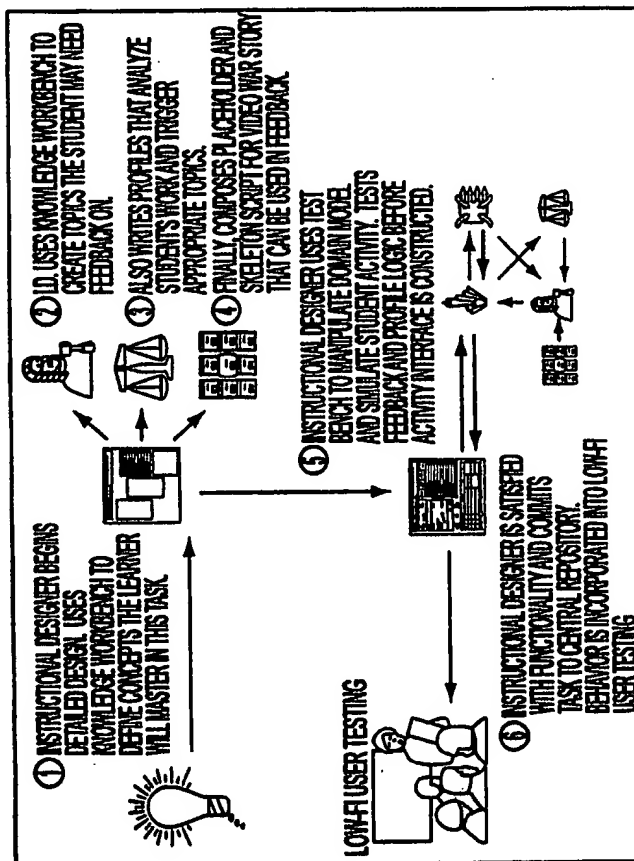 ① INSTRUCTIONAL DESIGNER BEGINS
DETAILED DESIGN. USES
KNOWLEDGE WORKBENCH TO
DEFINE CONCEPTS THE LEARNER
WILL MASTER IN THIS TASK.
② I.D. USES KNOWLEDGE WORKBENCH TO
CREATE TOPICS THE STUDENT MAY NEED
FEEDBACK ON.
③ ALSO WRITES PROFILES THAT ANALYZE
STUDENT'S WORK AND TRIGGER
APPROPRIATE TOPICS.
④ FINALLY, COMPOSES PLACEHOLDER AND
SKELETON SCRIPT FOR VIDEO WAR STORY
THAT CAN BE USED IN FEEDBACK.
⑤ INSTRUCTIONAL DESIGNER USES TEST
BENCH TO MANIPULATE DOMAIN MODEL
AND SIMULATE STUDENT ACTIVITY. TESTS
FEEDBACK AND PROFILE LOGIC BEFORE
ACTIVITY INTERFACE IS CONSTRUCTED.
LOW-FI USER TESTING
⑥ INSTRUCTIONAL DESIGNER IS SATISFIED
WITH FUNCTIONALITY AND COMMITS
TASK TO CENTRAL REPOSITORY.
BEHAVIOR IS INCORPORATED INTO LOW-FI
USER TESTING